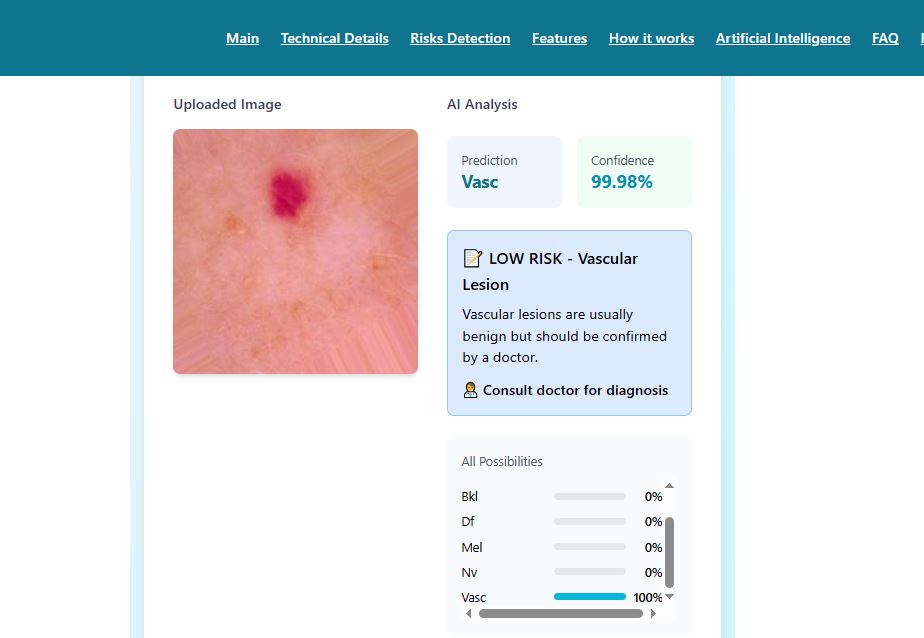 Main Technical Details Risks Detection Features How it works Artificial Intelligence FAQ
Uploaded Image
AI Analysis
Prediction
Vasc
Confidence
99.98%
📝 LOW RISK - Vascular
Lesion
Vascular lesions are usually
benign but should be confirmed
by a doctor.
👩‍⚕️ Consult doctor for diagnosis
All Possibilities
Bkl 0%
Df 0%
Mel 0%
Nv 0%
Vasc 100%